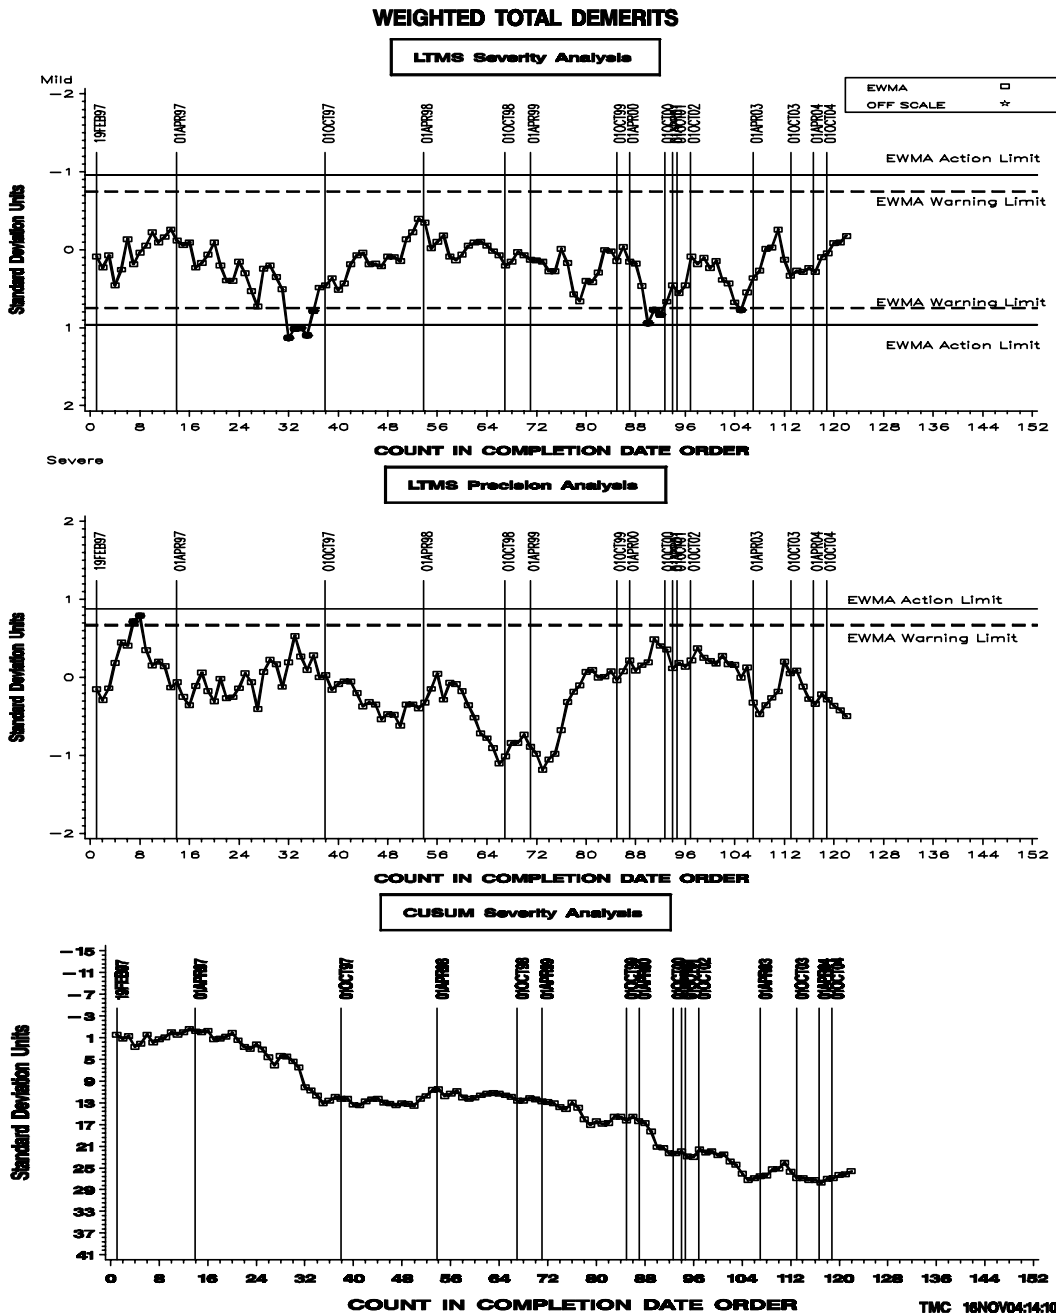 WEIGHTED TOTAL DEMERITS
LTMS Severity Analysis
Mild
EWMA
OFF SCALE
19FEB97 01APR97 01OCT97 01APR98 01OCT98 01APR99 01OCT99 01APR00 01OCT00 01OCT01 01OCT02 01APR03 01OCT03 01APR04 01OCT04
EWMA Action Limit
EWMA Warning Limit
EWMA Warning Limit
EWMA Action Limit
Standard Deviation Units
-2
-1
0
1
2
0 8 16 24 32 40 48 56 64 72 80 88 96 104 112 120 128 136 144 152
COUNT IN COMPLETION DATE ORDER
Severe
LTMS Precision Analysis
19FEB97 01APR97 01OCT97 01APR98 01OCT98 01APR99 01OCT99 01APR00 01OCT00 01OCT01 01OCT02 01APR03 01OCT03 01APR04 01OCT04
EWMA Action Limit
EWMA Warning Limit
Standard Deviation Units
2
1
0
-1
-2
0 8 16 24 32 40 48 56 64 72 80 88 96 104 112 120 128 136 144 152
COUNT IN COMPLETION DATE ORDER
CUSUM Severity Analysis
19FEB97 01APR97 01OCT97 01APR98 01OCT98 01APR99 01OCT99 01APR00 01OCT00 01OCT02 01APR03 01OCT03 01APR04 01OCT04
Standard Deviation Units
-15
-11
-7
-3
1
5
9
13
17
21
25
29
33
37
41
0 8 16 24 32 40 48 56 64 72 80 88 96 104 112 120 128 136 144 152
COUNT IN COMPLETION DATE ORDER
TMC 16NOV04:14:10